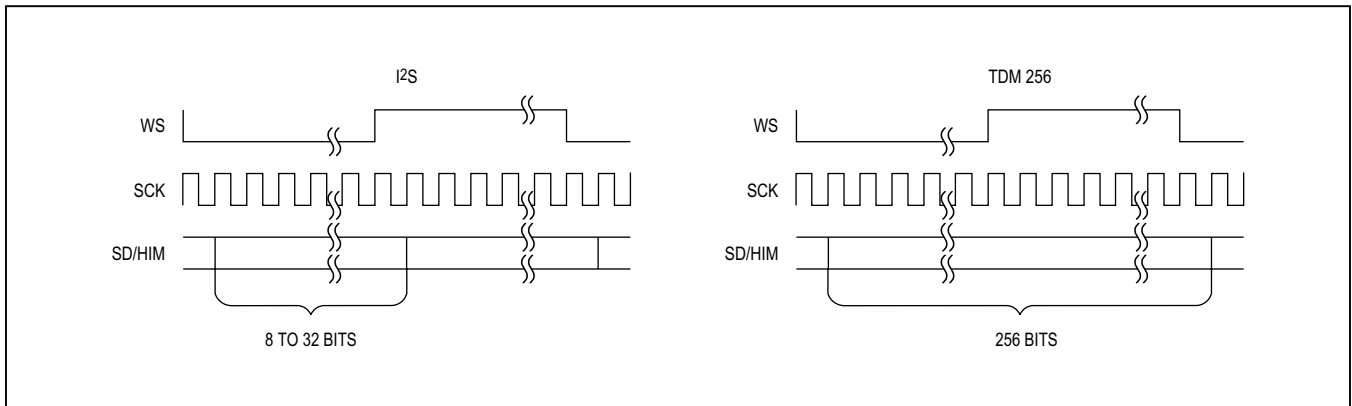 I2S
WS
SCK
SD/HIM
8 TO 32 BITS
TDM 256
WS
SCK
SD/HIM
256 BITS